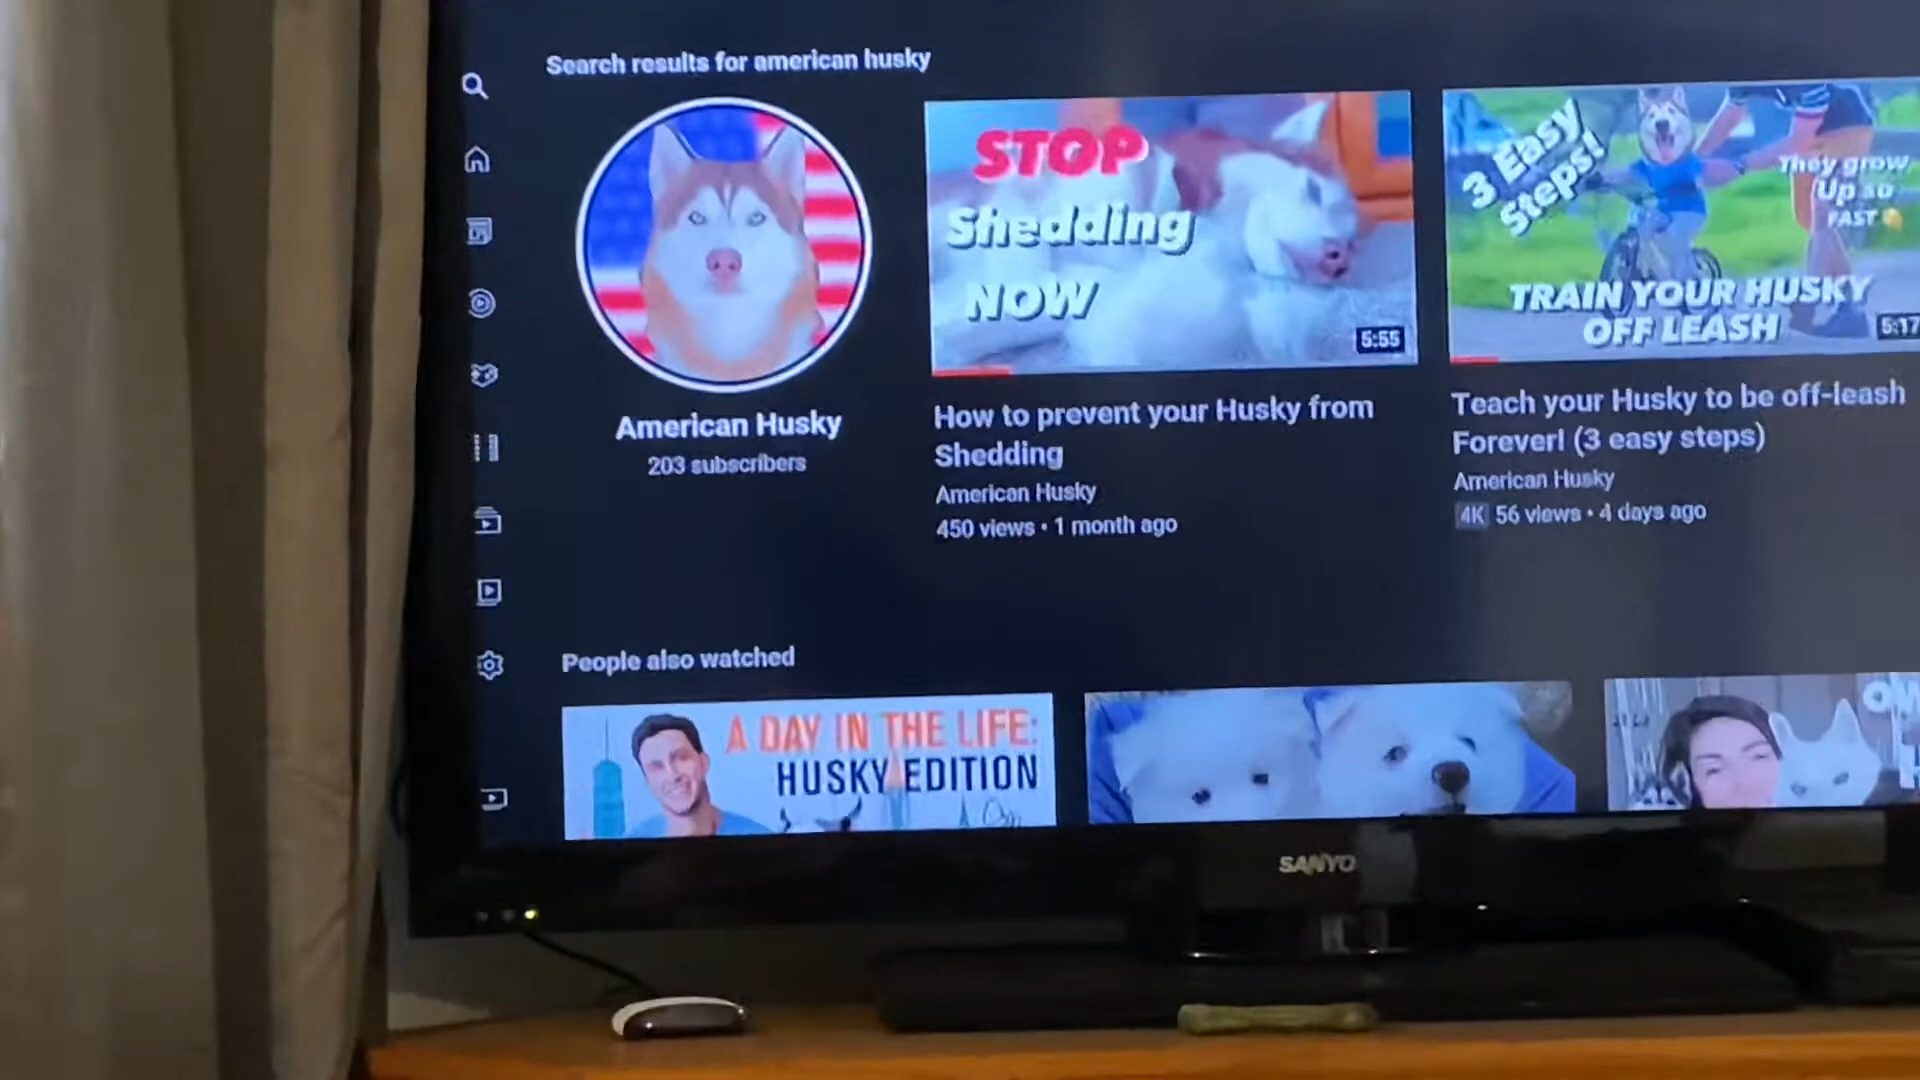 Search results for american husky
STOP
Shedding
NOW
5:55
3 Easy
Steps!
They grow
Up so
FAST
TRAIN YOUR HUSKY
OFF LEASH
5:17
American Husky
203 subscribers
How to prevent your Husky from
Shedding
American Husky
450 views • 1 month ago
Teach your Husky to be off-leash
Forever! (3 easy steps)
American Husky
4K 56 views • 4 days ago
People also watched
A DAY IN THE LIFE:
HUSKY EDITION
SANYO